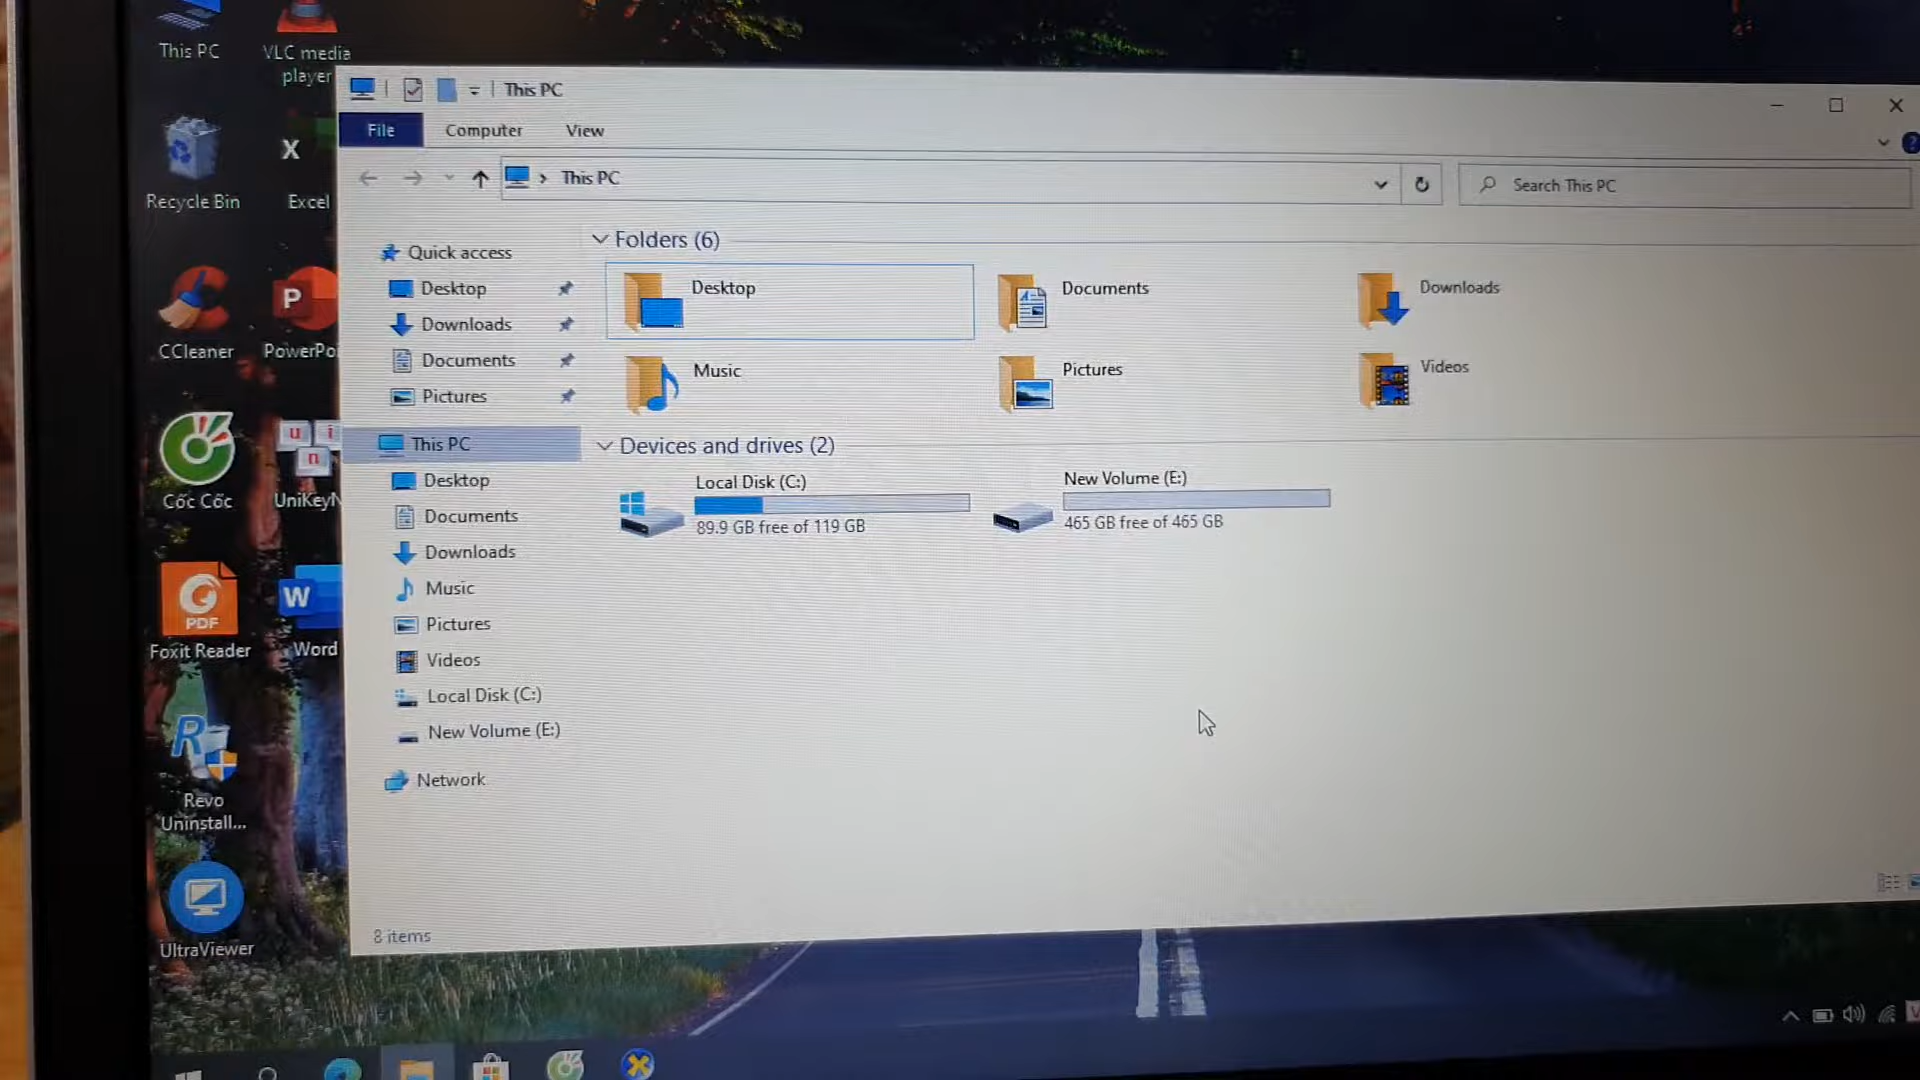 This PC
VLC media
player
Recycle Bin
X
Excel
CCleaner
P
PowerPoi
Cốc Cốc
u i
n
UniKeyN
PDF
Foxit Reader
W
Word
R
Revo
Uninstall...
UltraViewer
This PC
File Computer View
This PC
Search This PC
Quick access
Desktop
Downloads
Documents
Pictures
This PC
Desktop
Documents
Downloads
Music
Pictures
Videos
Local Disk (C:)
New Volume (E:)
Network
Folders (6)
Desktop
Documents
Downloads
Music
Pictures
Videos
Devices and drives (2)
Local Disk (C:)
89.9 GB free of 119 GB
New Volume (E:)
465 GB free of 465 GB
8 items
V